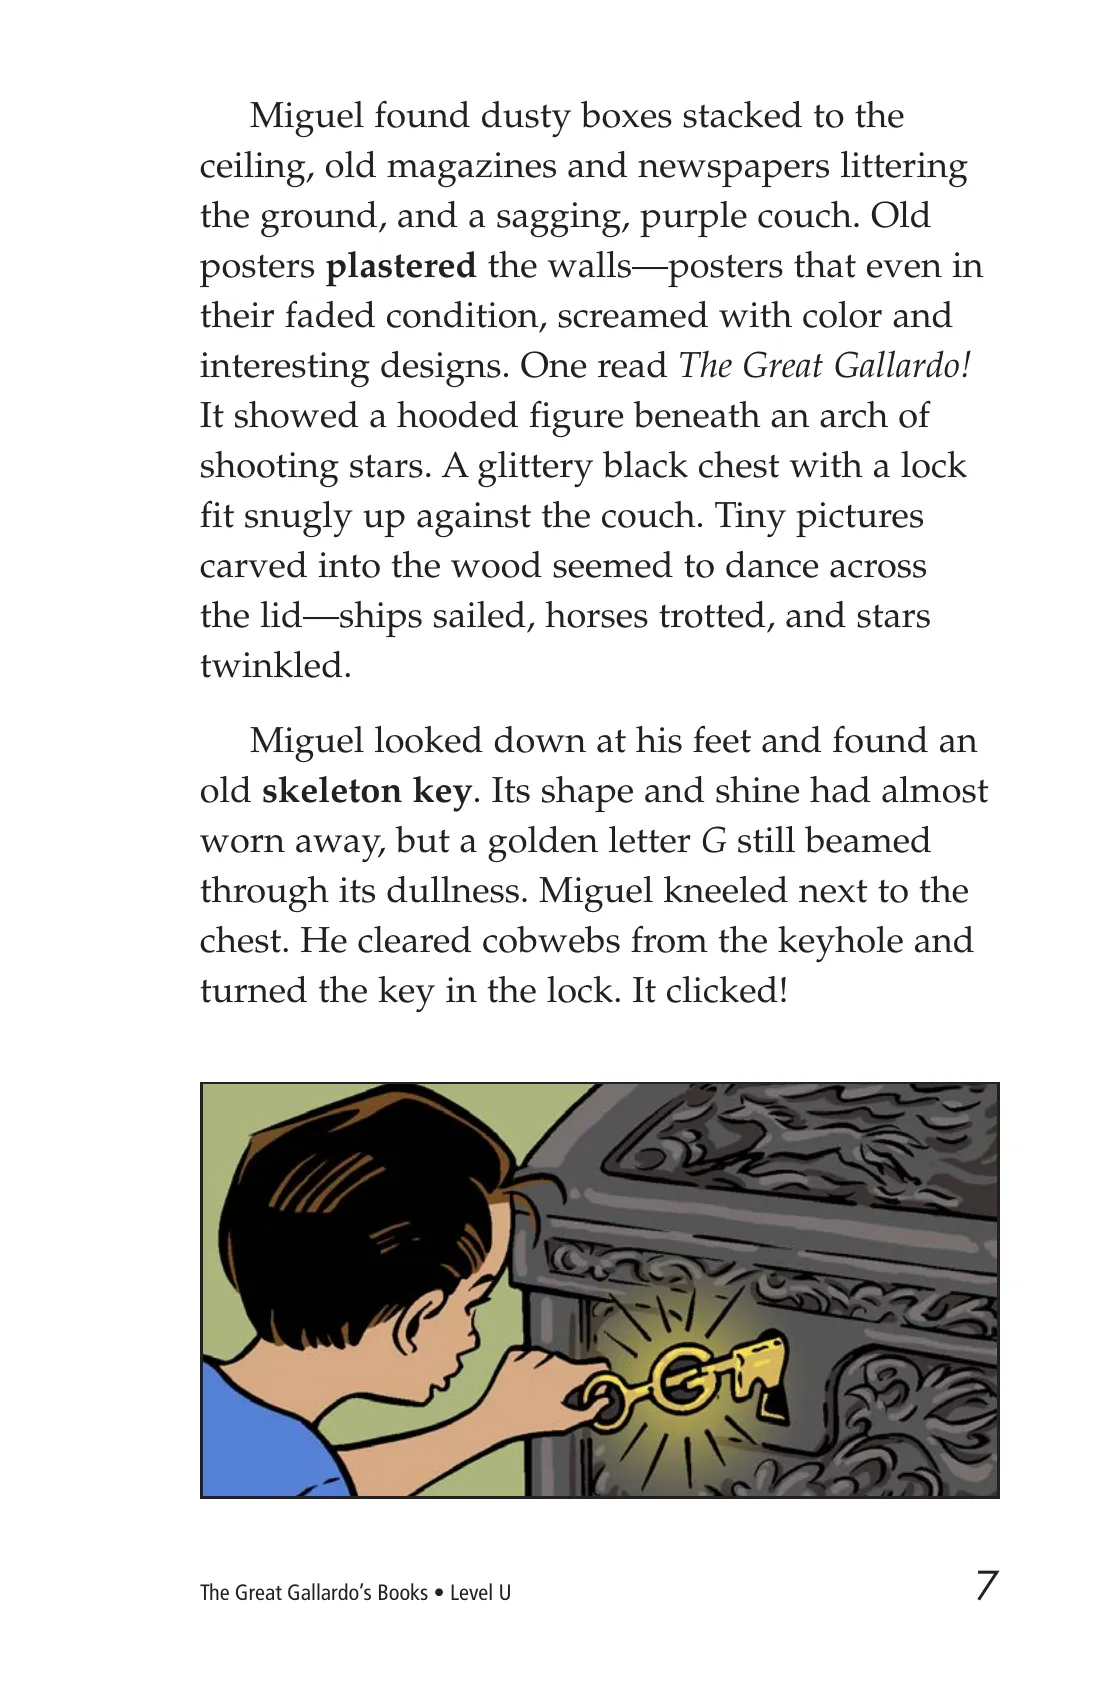 Miguel found dusty boxes stacked to the
ceiling, old magazines and newspapers littering
the ground, and a sagging, purple couch. Old
posters plastered the walls—posters that even in
their faded condition, screamed with color and
interesting designs. One read The Great Gallardo!
It showed a hooded figure beneath an arch of
shooting stars. A glittery black chest with a lock
fit snugly up against the couch. Tiny pictures
carved into the wood seemed to dance across
the lid—ships sailed, horses trotted, and stars
twinkled.
Miguel looked down at his feet and found an
old skeleton key. Its shape and shine had almost
worn away, but a golden letter G still beamed
through its dullness. Miguel kneeled next to the
chest. He cleared cobwebs from the keyhole and
turned the key in the lock. It clicked!
G
The Great Gallardo's Books • Level U
7